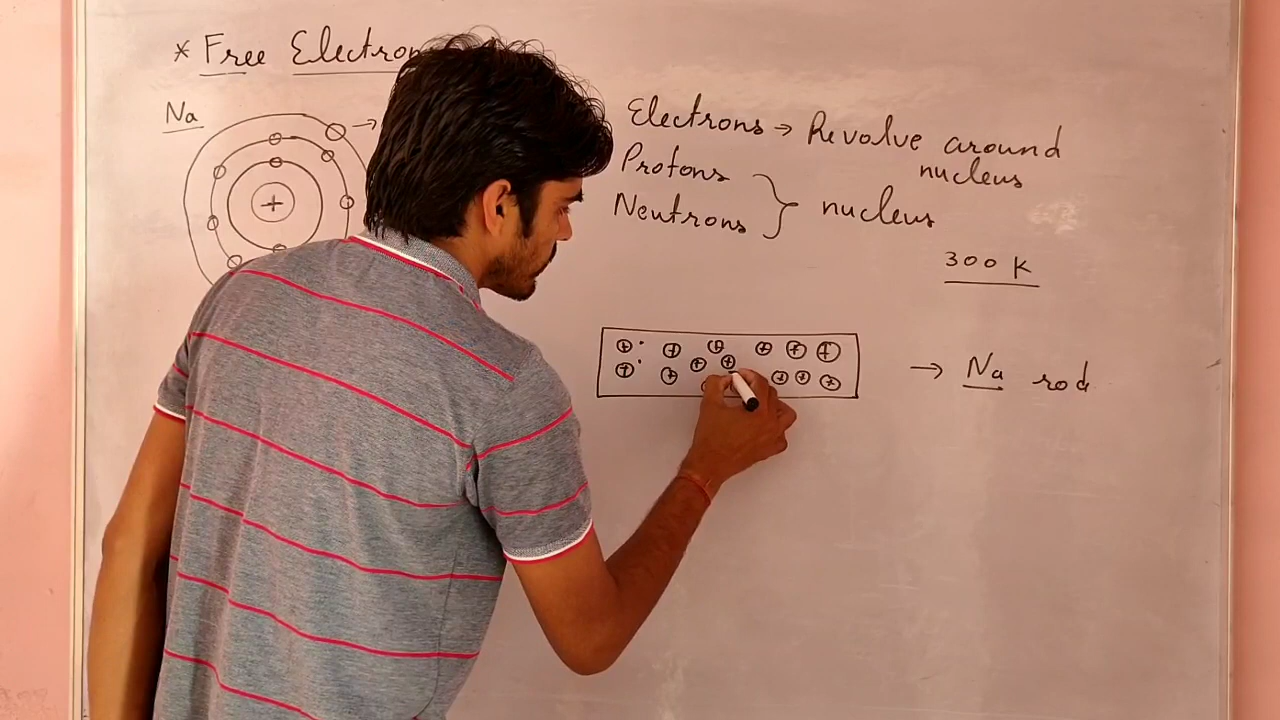 * Free Electron
Na
+
Electrons → Revolve around
nucleus
Protons
Neutrons } nucleus
300 K
→ Na rod